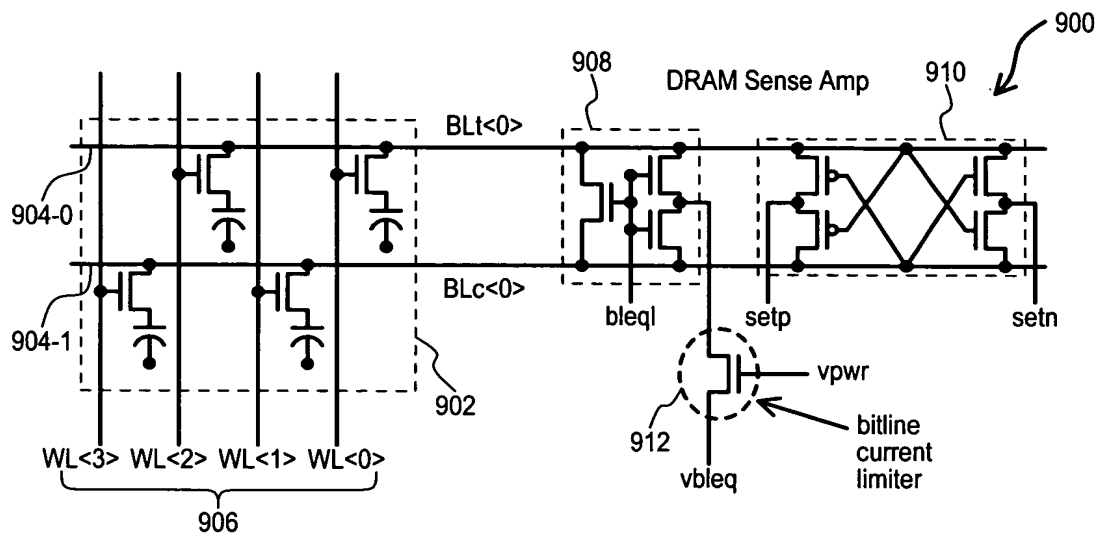 900
908
DRAM Sense Amp
910
BLt<0>
904-0
BLc<0>
904-1
bleql
setp
setn
902
vpwr
912
bitline
current
limiter
WL<3> WL<2> WL<1> WL<0>
vbleq
906